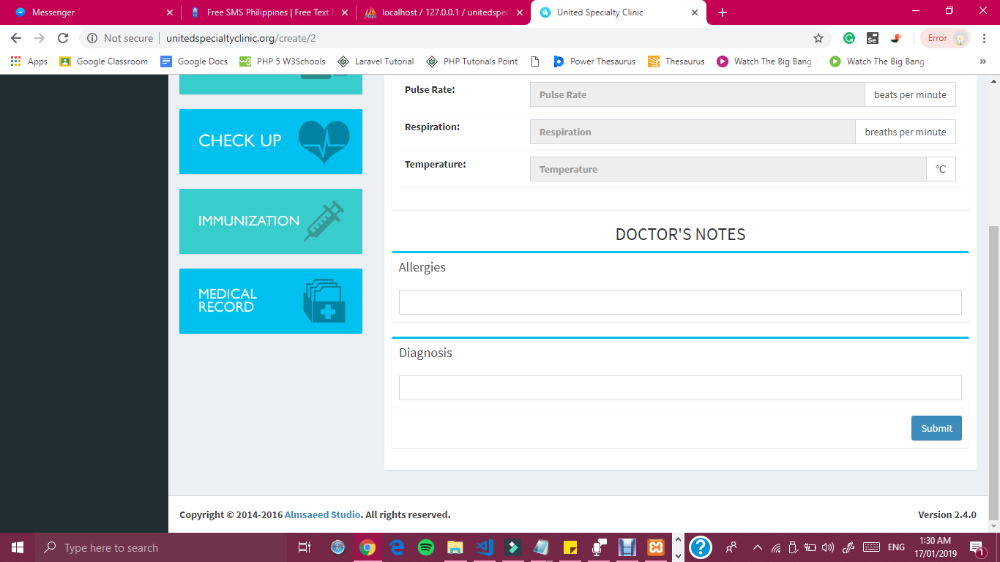 Messenger
Free SMS Philippines | Free Text
localhost / 127.0.0.1 / unitedspec
United Specialty Clinic
Not secure
unitedspecialtyclinic.org/create/2
Se
Error
Apps
Google Classroom
Google Docs
PHP 5 W3Schools
Laravel Tutorial
PHP Tutorials Point
Power Thesaurus
Thesaurus
Watch The Big Bang
Watch The Big Bang
Pulse Rate:
Pulse Rate
beats per minute
CHECK UP
Respiration:
Respiration
breaths per minute
Temperature:
Temperature
°C
IMMUNIZATION
DOCTOR'S NOTES
Allergies
MEDICAL
RECORD
Diagnosis
Submit
Copyright © 2014-2016 Almsaeed Studio. All rights reserved.
Version 2.4.0
Type here to search
ENG
1:30 AM
17/01/2019
1